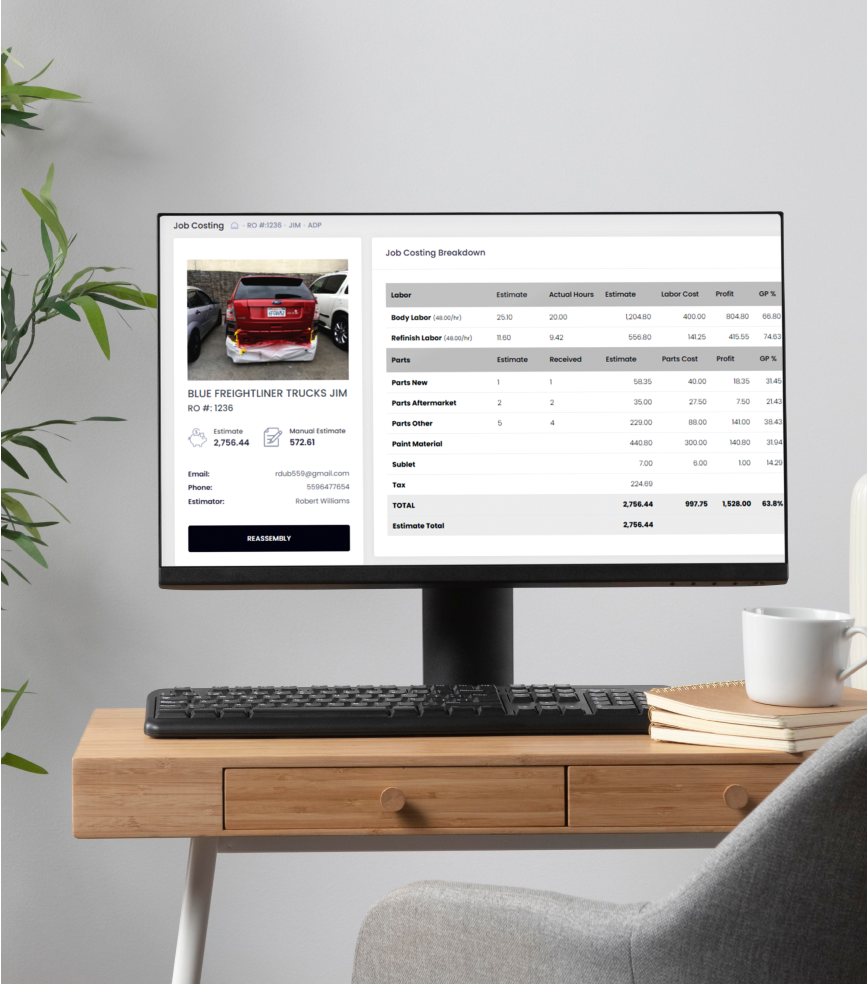 Job Costing RO #:1236 - JIM - ADP
BLUE FREIGHTLINER TRUCKS JIM
RO #: 1236
Estimate
2,756.44
Manual Estimate
572.61
Email: rdub559@gmail.com
Phone: 5596477654
Estimator: Robert Williams
REASSEMBLY
Job Costing Breakdown
Labor Estimate Actual Hours Estimate Labor Cost Profit GP %
Body Labor (48.00/hr) 25.10 20.00 1,204.80 400.00 804.80 66.80
Refinish Labor (48.00/hr) 11.60 9.42 556.80 141.25 415.55 74.63
Parts Estimate Received Estimate Parts Cost Profit GP %
Parts New 1 1 58.35 40.00 18.35 31.45
Parts Aftermarket 2 2 35.00 27.50 7.50 21.43
Parts Other 5 4 229.00 88.00 141.00 38.43
Paint Material 440.80 300.00 140.80 31.94
Sublet 7.00 6.00 1.00 14.29
Tax 224.69
TOTAL 2,756.44 997.75 1,528.00 63.8%
Estimate Total 2,756.44